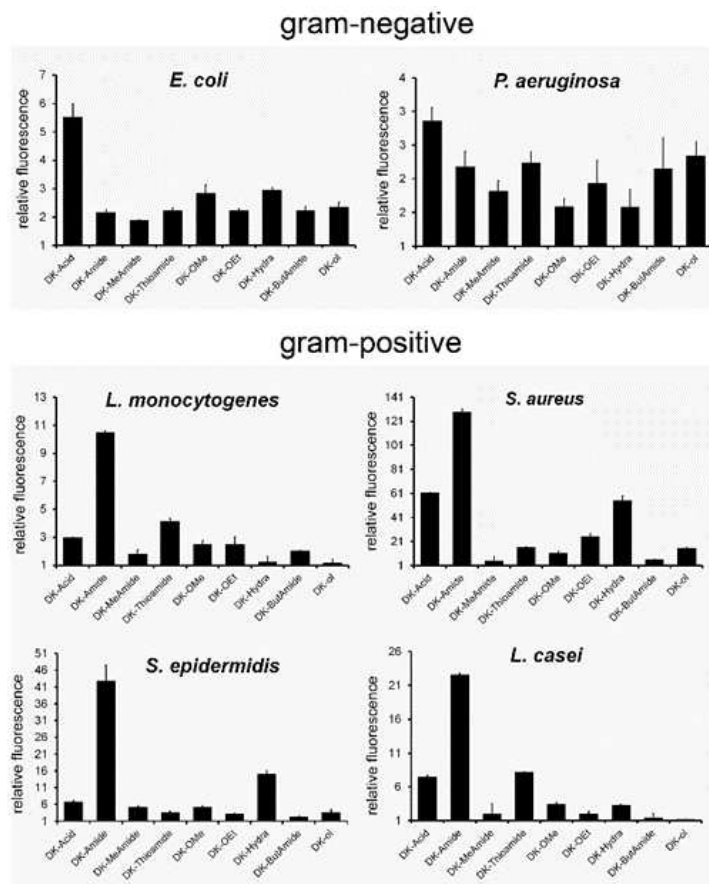 gram-negative
E. coli
relative fluorescence
7
6
5
4
3
2
1
DK-Acid
DK-Amide
DK-MeAmide
DK-Thioamide
DK-OMe
DK-OEt
DK-Hydra
DK-ButAmide
DK-ol
P. aeruginosa
relative fluorescence
4
3
3
2
2
1
DK-Acid
DK-Amide
DK-MeAmide
DK-Thioamide
DK-OMe
DK-OEt
DK-Hydra
DK-ButAmide
DK-ol
gram-positive
L. monocytogenes
relative fluorescence
13
11
9
7
5
3
1
DK-Acid
DK-Amide
DK-MeAmide
DK-Thioamide
DK-OMe
DK-OEt
DK-Hydra
DK-ButAmide
DK-ol
S. aureus
relative fluorescence
141
121
101
81
61
41
21
1
DK-Acid
DK-Amide
DK-MeAmide
DK-Thioamide
DK-OMe
DK-OEt
DK-Hydra
DK-ButAmide
DK-ol
S. epidermidis
relative fluorescence
51
46
41
36
31
26
21
16
11
6
1
DK-Acid
DK-Amide
DK-MeAmide
DK-Thioamide
DK-OMe
DK-OEt
DK-Hydra
DK-ButAmide
DK-ol
L. casei
relative fluorescence
26
21
16
11
6
1
DK-Acid
DK-Amide
DK-MeAmide
DK-Thioamide
DK-OMe
DK-OEt
DK-Hydra
DK-ButAmide
DK-ol